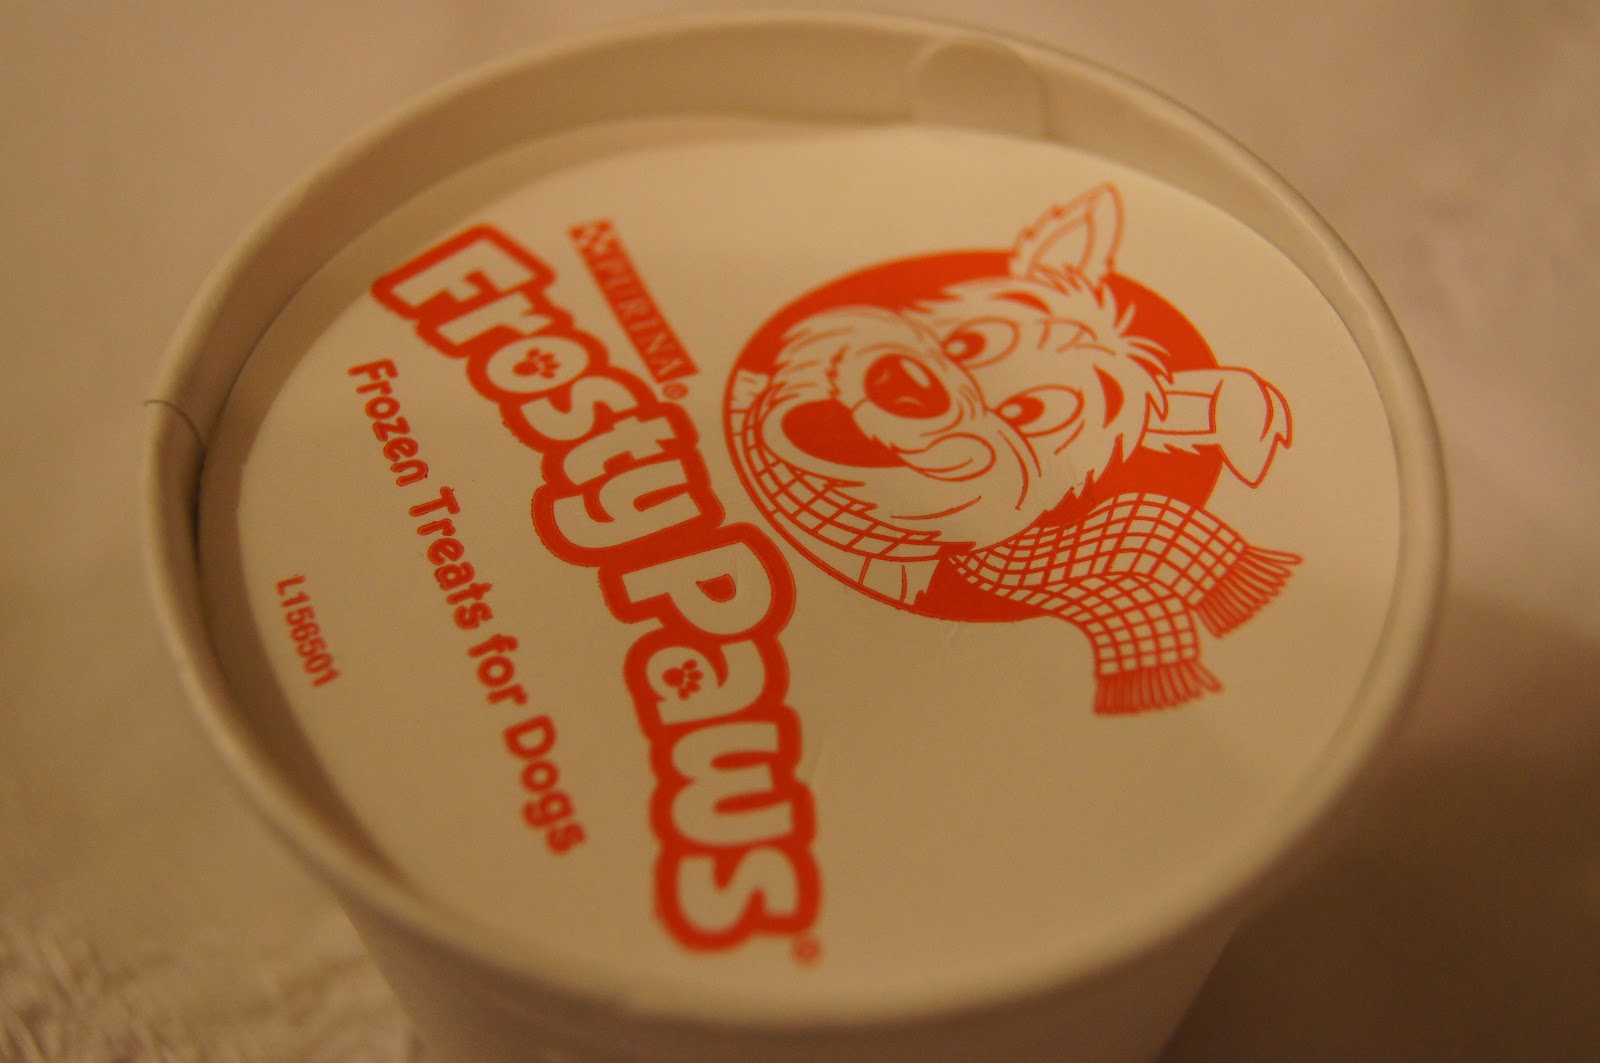 PURINA®
Frosty Paws®
Frozen Treats for Dogs
L156501